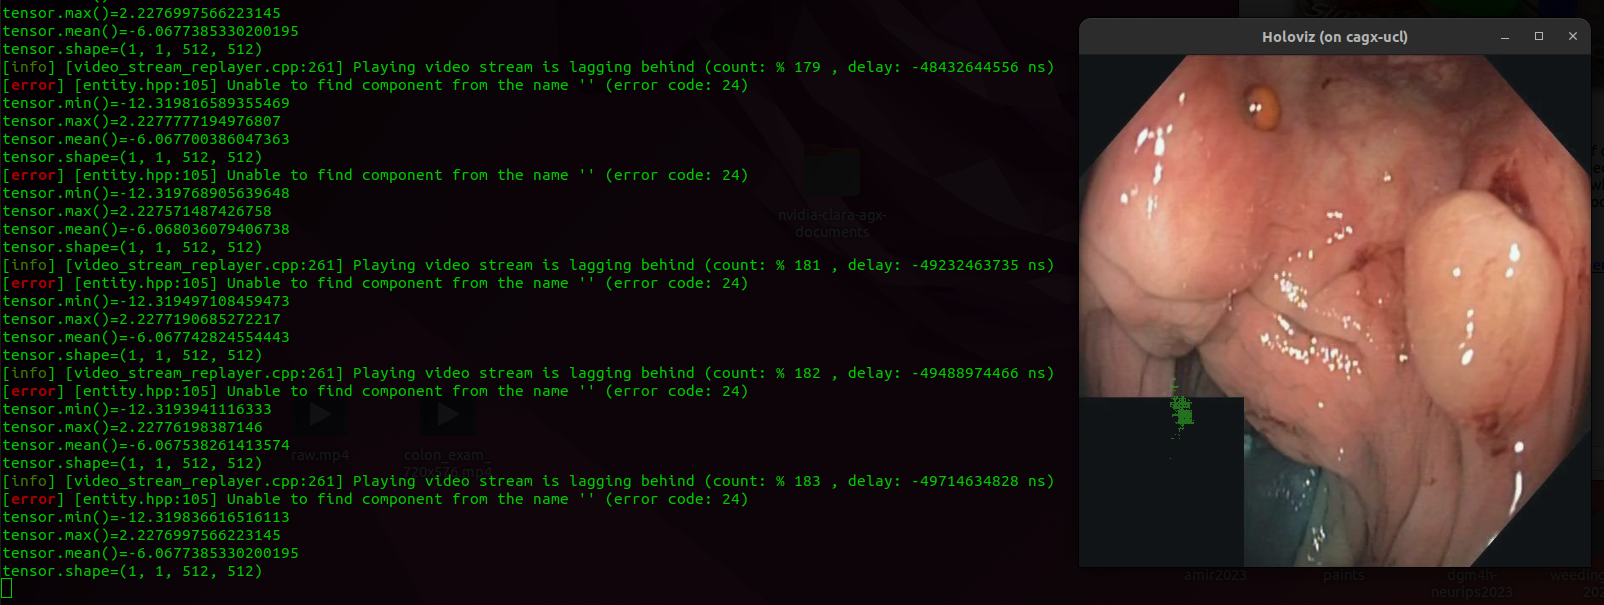 tensor.max()=2.2276997566223145
tensor.mean()=-6.0677385330200195
tensor.shape=(1, 1, 512, 512)
[info] [video_stream_replayer.cpp:261] Playing video stream is lagging behind (count: % 179 , delay: -48432644556 ns)
[error] [entity.hpp:105] Unable to find component from the name '' (error code: 24)
tensor.min()=-12.319816589355469
tensor.max()=2.2277777194976807
tensor.mean()=-6.067700386047363
tensor.shape=(1, 1, 512, 512)
[error] [entity.hpp:105] Unable to find component from the name '' (error code: 24)
tensor.min()=-12.319768905639648
tensor.max()=2.227571487426758
tensor.mean()=-6.068036079406738
tensor.shape=(1, 1, 512, 512)
[info] [video_stream_replayer.cpp:261] Playing video stream is lagging behind (count: % 181 , delay: -49232463735 ns)
[error] [entity.hpp:105] Unable to find component from the name '' (error code: 24)
tensor.min()=-12.319497108459473
tensor.max()=2.2277190685272217
tensor.mean()=-6.067742824554443
tensor.shape=(1, 1, 512, 512)
[info] [video_stream_replayer.cpp:261] Playing video stream is lagging behind (count: % 182 , delay: -49488974466 ns)
[error] [entity.hpp:105] Unable to find component from the name '' (error code: 24)
tensor.min()=-12.3193941116333
tensor.max()=2.22776198387146
tensor.mean()=-6.067538261413574
tensor.shape=(1, 1, 512, 512)
[info] [video_stream_replayer.cpp:261] Playing video stream is lagging behind (count: % 183 , delay: -49714634828 ns)
[error] [entity.hpp:105] Unable to find component from the name '' (error code: 24)
tensor.min()=-12.319836616516113
tensor.max()=2.2276997566223145
tensor.mean()=-6.0677385330200195
tensor.shape=(1, 1, 512, 512)
nvidia-clara-agx-
documents
raw.mp4
colon_exam_
720x576.mp4
Holoviz (on cagx-ucl)
amir2023
paints
dgm4h-
neurips2023